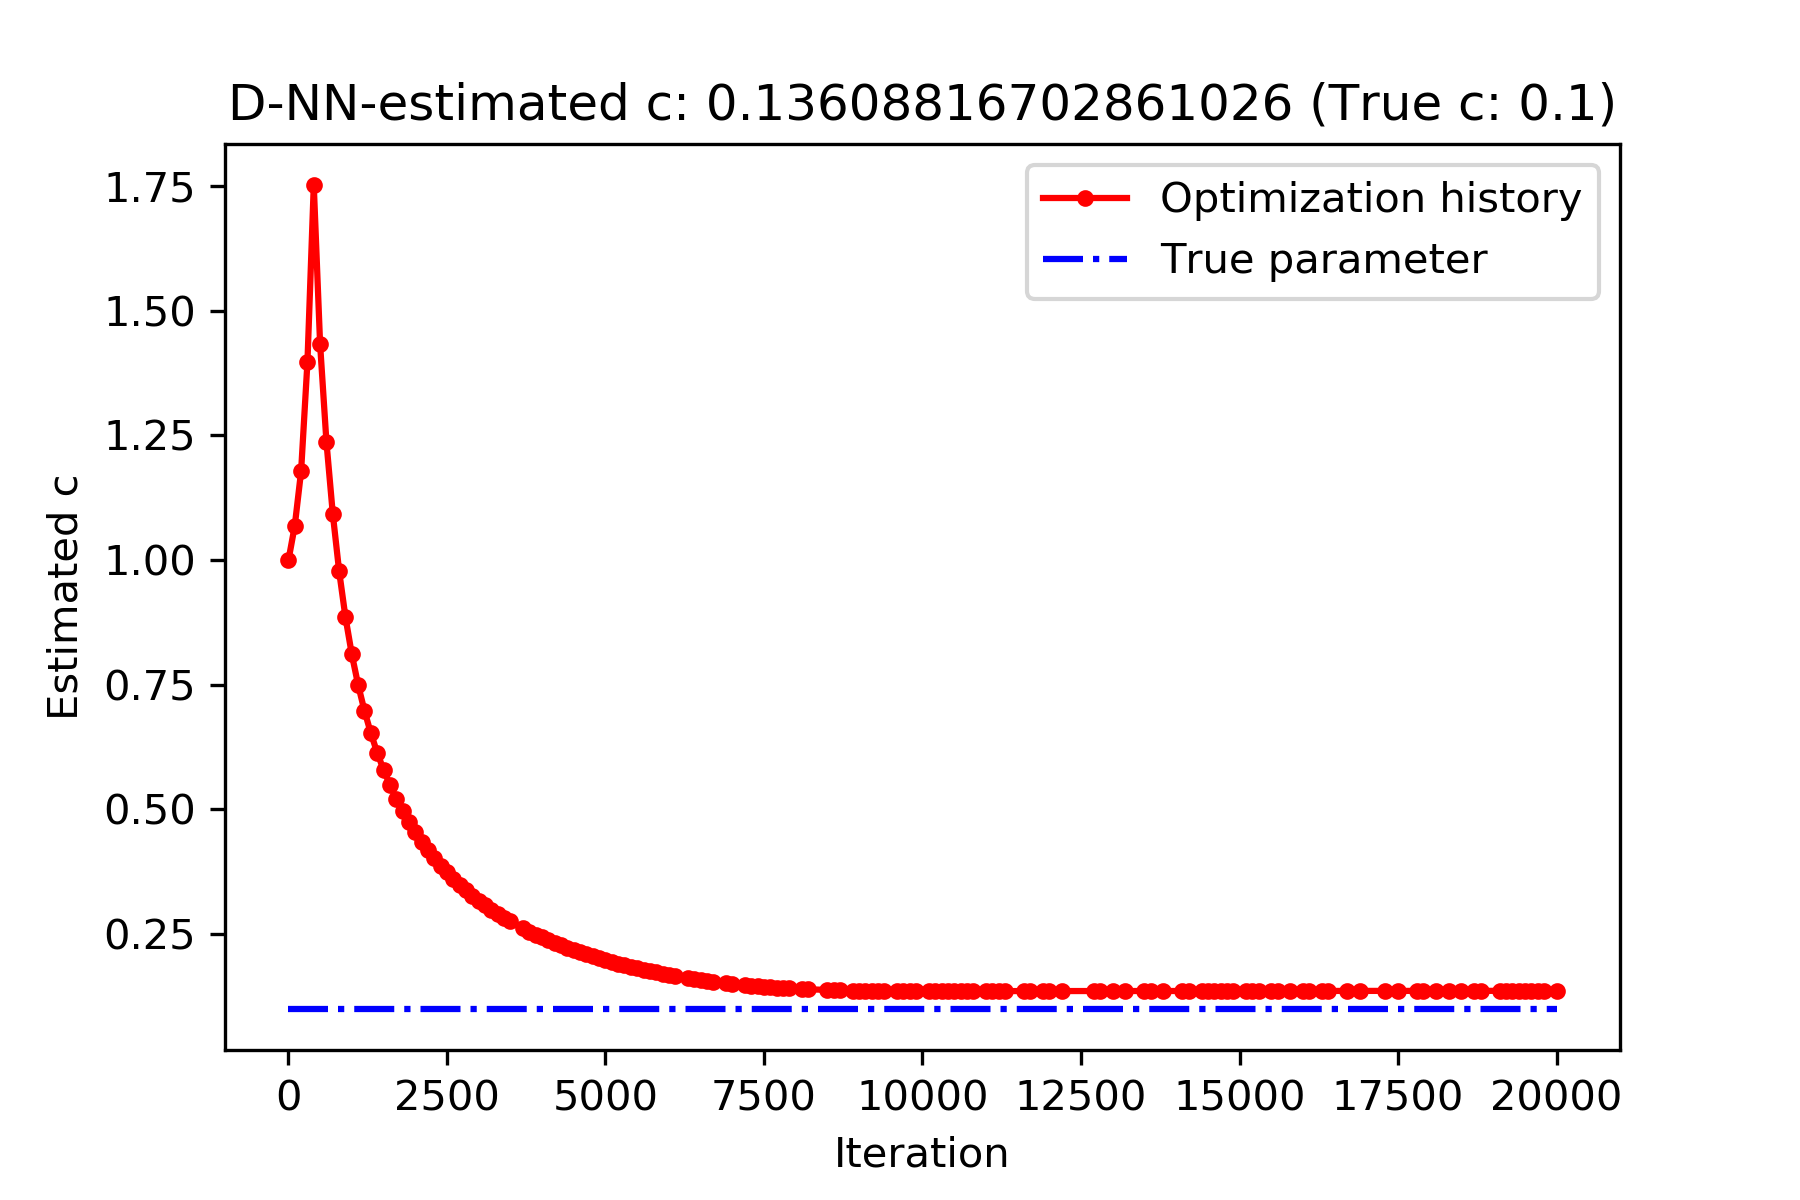 D-NN-estimated c: 0.13608816702861026 (True c: 0.1)
Optimization history
True parameter
Estimated c
1.75
1.50
1.25
1.00
0.75
0.50
0.25
0 2500 5000 7500 10000 12500 15000 17500 20000
Iteration